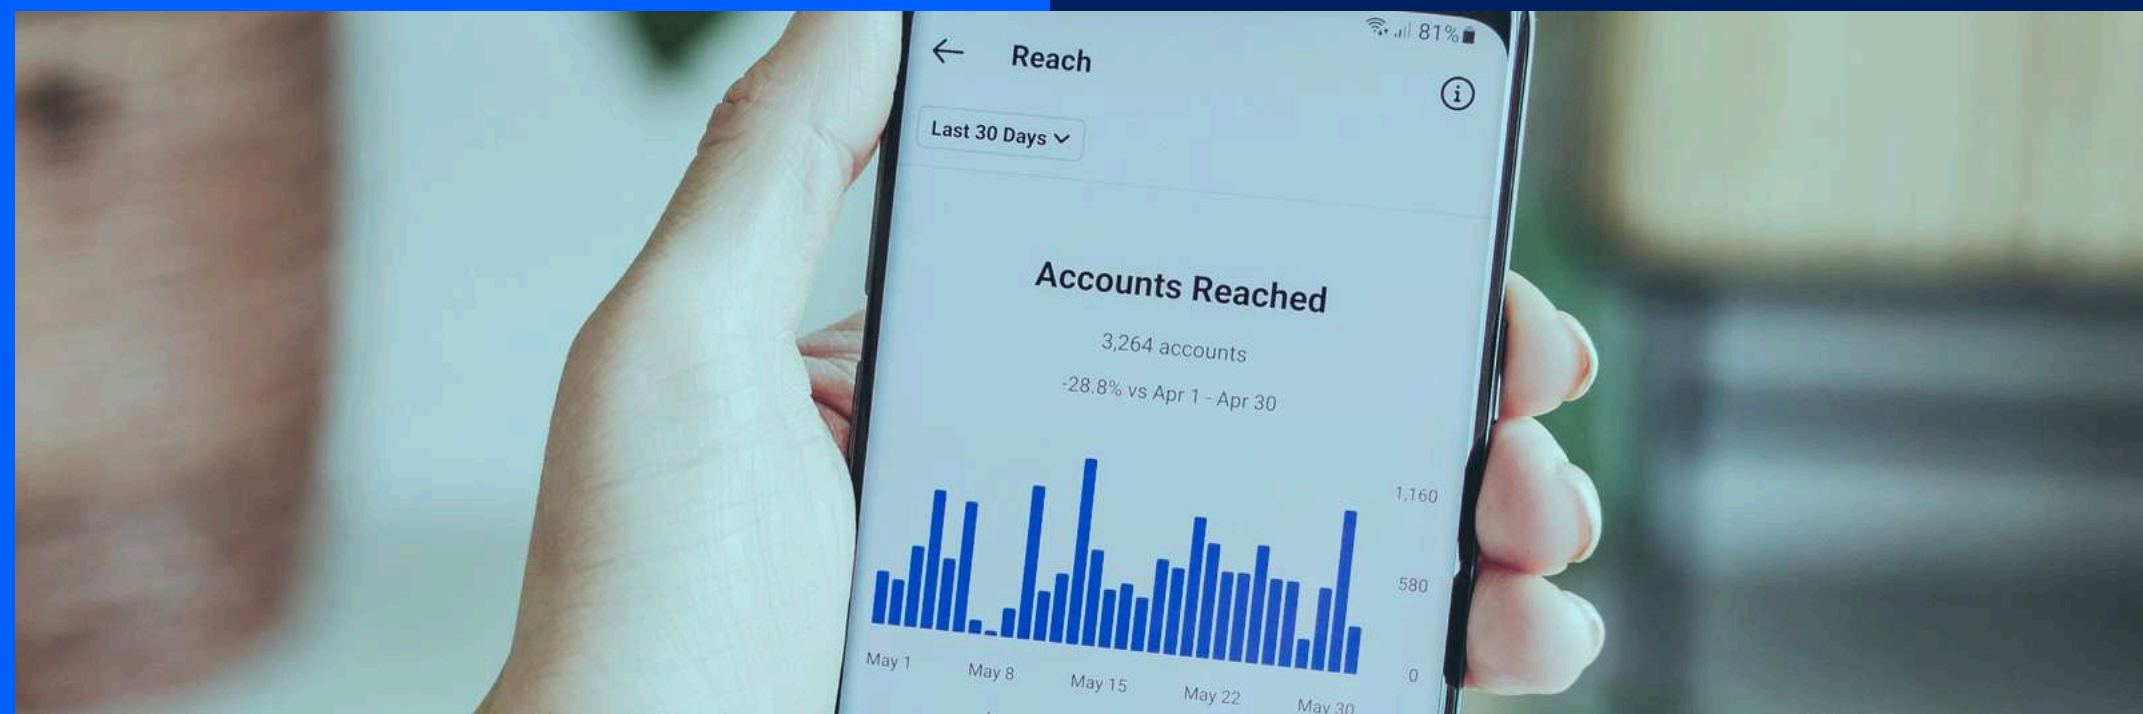 81%
Reach
Last 30 Days
Accounts Reached
3,264 accounts
-28.8% vs Apr 1 - Apr 30
1,160
580
0
May 1 May 8 May 15 May 22 May 30